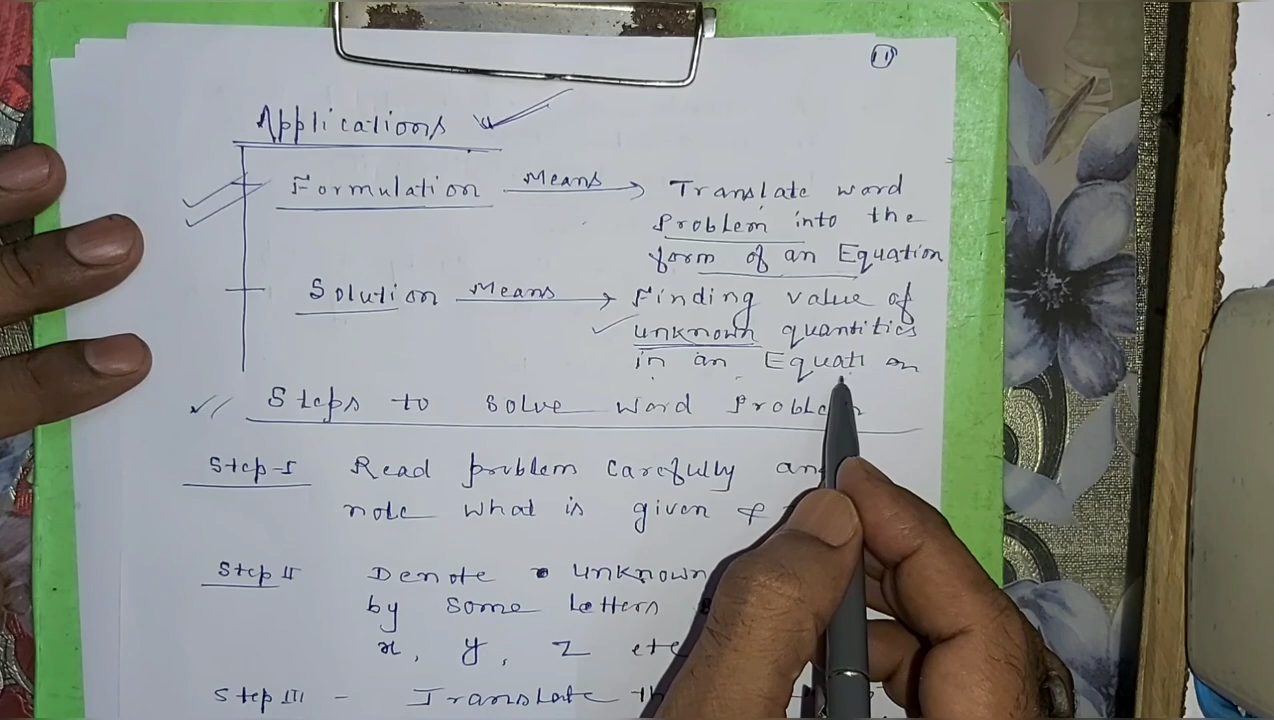 11
Applications
Formulation Means → Translate word
Problem into the
form of an Equation
Solution Means → Finding value of
unknown quantities
in an Equation
Steps to solve word Problem
Step-I Read problem carefully and
note what is given &
Step II Denote unknown
by some Letters
x, y, z etc
Step III - Translate